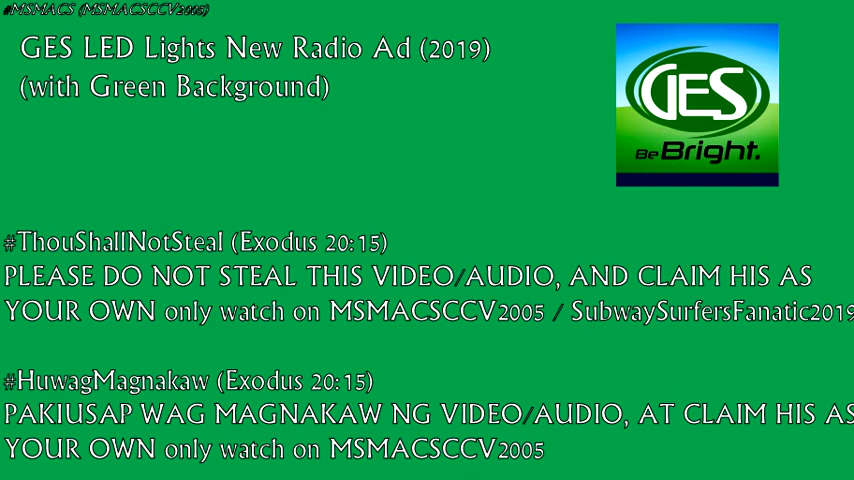 #MSMACS (MSMACSCCV2005)
GES LED Lights New Radio Ad (2019)
(with Green Background)
GES
Be Bright.
#ThouShallNotSteal (Exodus 20:15)
PLEASE DO NOT STEAL THIS VIDEO/AUDIO, AND CLAIM HIS AS
YOUR OWN only watch on MSMACSCCV2005 / SubwaySurfersFanatic2019
#HuwagMagnakaw (Exodus 20:15)
PAKIUSAP WAG MAGNAKAW NG VIDEO/AUDIO, AT CLAIM HIS AS
YOUR OWN only watch on MSMACSCCV2005